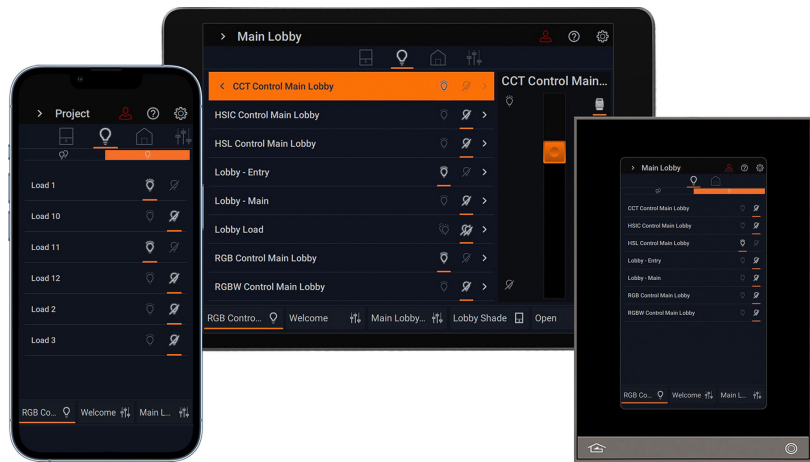 Project
Load 1
Load 10
Load 11
Load 12
Load 2
Load 3
RGB Co...
Welcome
Main L...
Main Lobby
CCT Control Main Lobby
CCT Control Main...
HSIC Control Main Lobby
HSL Control Main Lobby
Lobby - Entry
Lobby - Main
Lobby Load
RGB Control Main Lobby
RGBW Control Main Lobby
RGB Contro...
Welcome
Main Lobby...
Lobby Shade
Open
Main Lobby
CCT Control Main Lobby
HSIC Control Main Lobby
HSL Control Main Lobby
Lobby - Entry
Lobby - Main
RGB Control Main Lobby
RGBW Control Main Lobby
RGB Co...
Welcome
Main L...